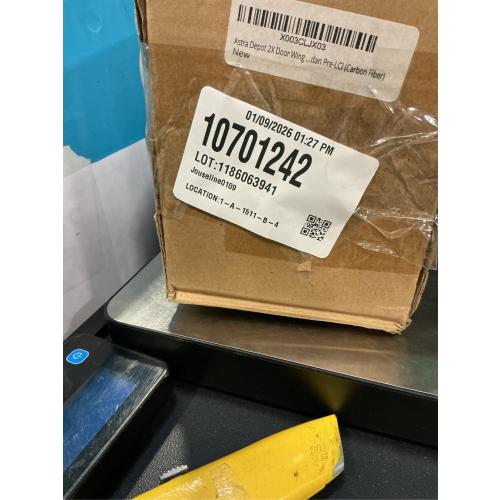 X003CLJX03
Astra Depot 2X Door Wing ...dan Pre-LCI (Carbon Fiber)
New
01/09/2026 01:27 PM
10701242
LOT:1186063941
Jouseline0109
LOCATION:1-A-1511-B-4